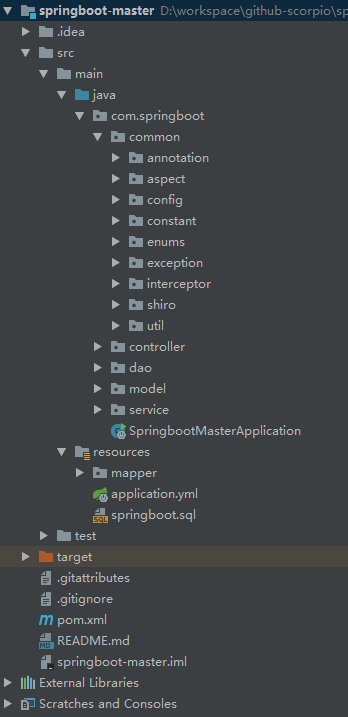 springboot-master D:\workspace\github-scorpio\sp
.idea
src
main
java
com.springboot
common
annotation
aspect
config
constant
enums
exception
interceptor
shiro
util
controller
dao
model
service
SpringbootMasterApplication
resources
mapper
application.yml
springboot.sql
test
target
.gitattributes
.gitignore
pom.xml
README.md
springboot-master.iml
External Libraries
Scratches and Consoles